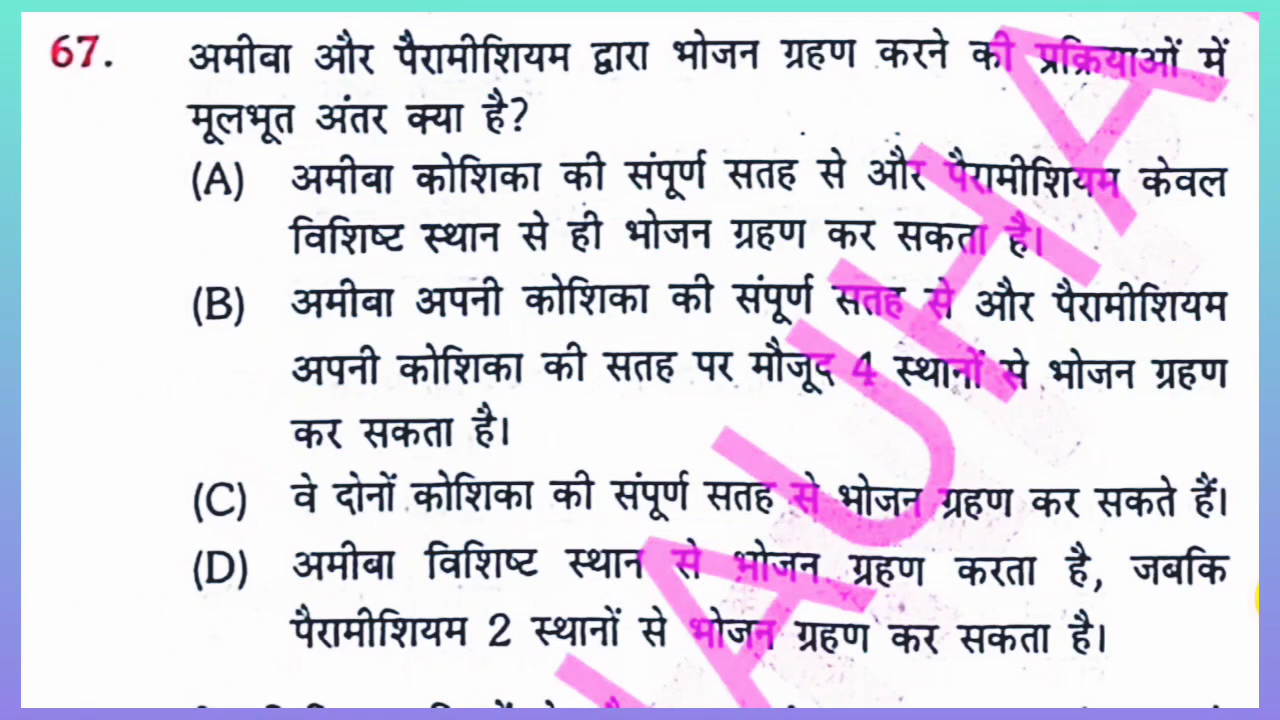 67. अमीबा और पैरामीशियम द्वारा भोजन ग्रहण करने की प्रक्रियाओं में
मूलभूत अंतर क्या है?
(A) अमीबा कोशिका की संपूर्ण सतह से और पैरामीशियम केवल
विशिष्ट स्थान से ही भोजन ग्रहण कर सकता है।
(B) अमीबा अपनी कोशिका की संपूर्ण सतह से और पैरामीशियम
अपनी कोशिका की सतह पर मौजूद 4 स्थानों से भोजन ग्रहण
कर सकता है।
(C) वे दोनों कोशिका की संपूर्ण सतह से भोजन ग्रहण कर सकते हैं।
(D) अमीबा विशिष्ट स्थान से भोजन ग्रहण करता है, जबकि
पैरामीशियम 2 स्थानों से भोजन ग्रहण कर सकता है।
AUHA